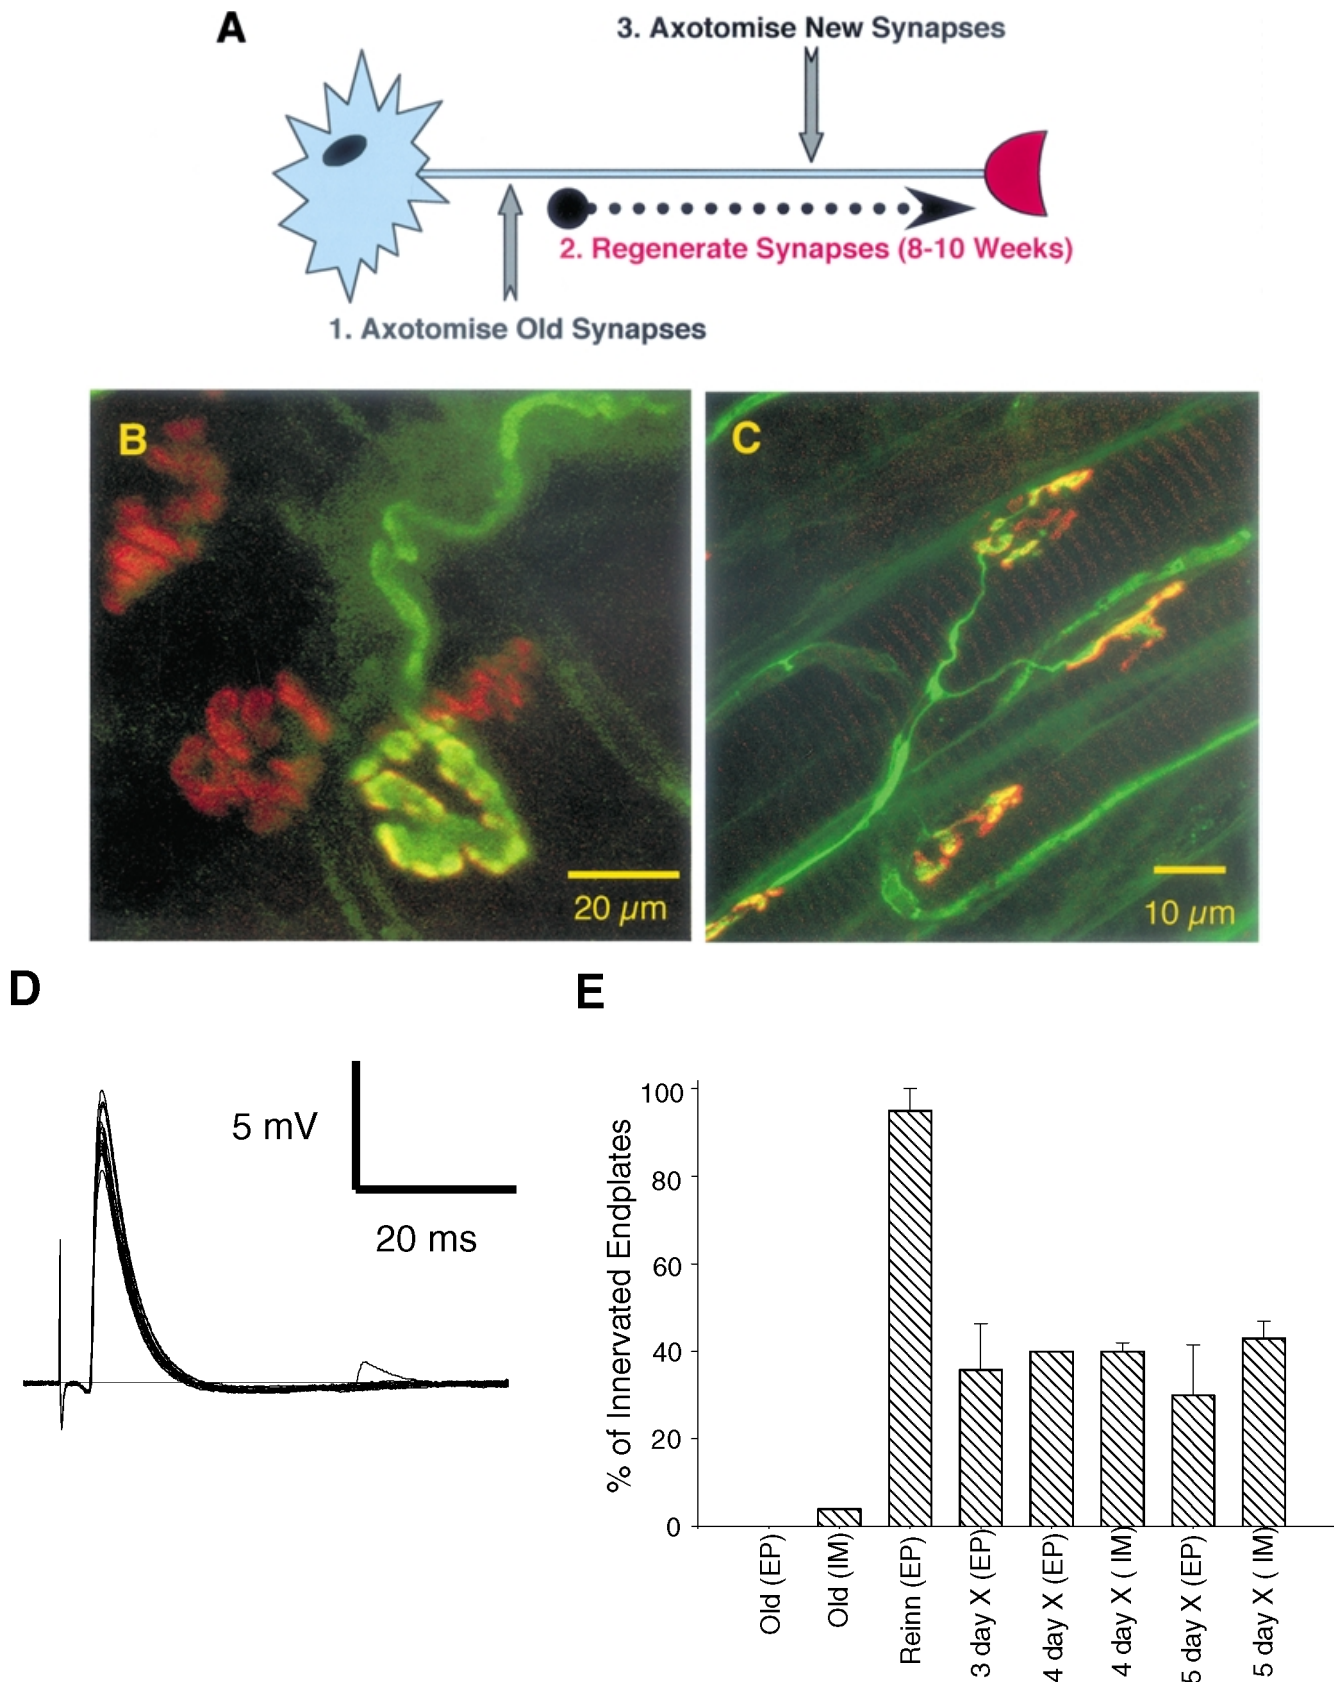 A
3. Axotomise New Synapses
2. Regenerate Synapses (8-10 Weeks)
1. Axotomise Old Synapses
B
20 µm
C
10 µm
D
5 mV
20 ms
E
% of Innervated Endplates
100
80
60
40
20
0
Old (EP)
Old (IM)
Reinn (EP)
3 day X (EP)
4 day X (EP)
4 day X ( IM)
5 day X (EP)
5 day X ( IM)